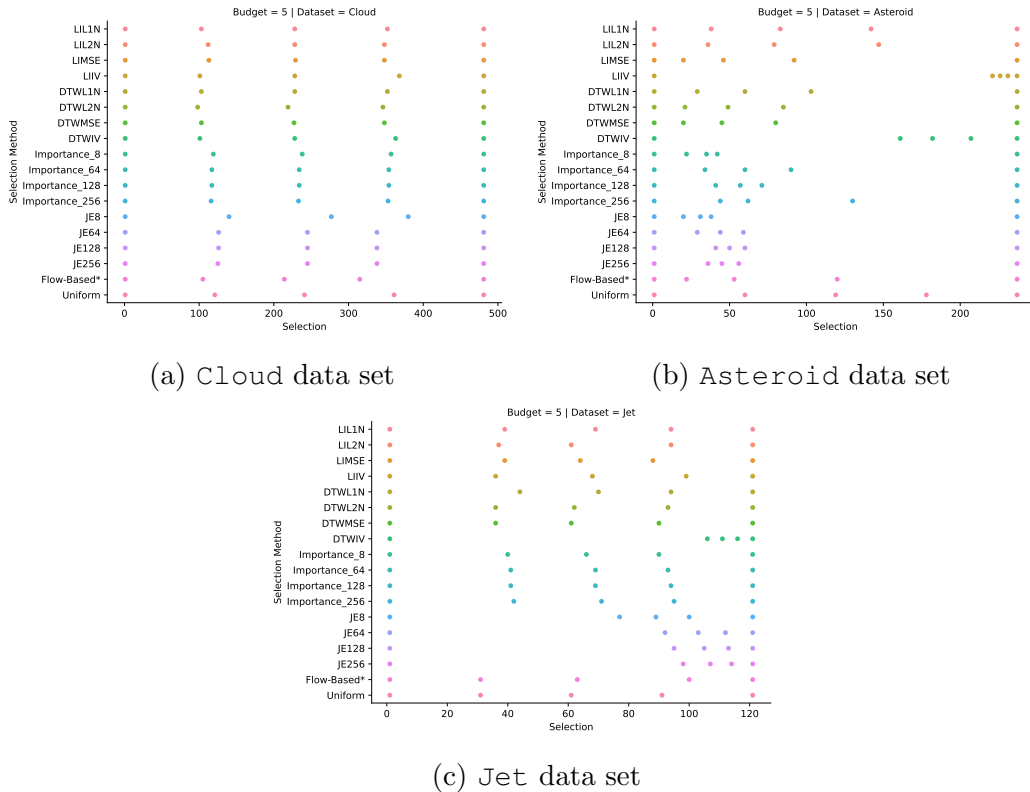 Budget = 5 | Dataset = Cloud
Selection Method
LIL1N
LIL2N
LIMSE
LIIV
DTWL1N
DTWL2N
DTWMSE
DTWIV
Importance_8
Importance_64
Importance_128
Importance_256
JE8
JE64
JE128
JE256
Flow-Based*
Uniform
0 100 200 300 400 500
Selection
(a) Cloud data set
Budget = 5 | Dataset = Asteroid
Selection Method
LIL1N
LIL2N
LIMSE
LIIV
DTWL1N
DTWL2N
DTWMSE
DTWIV
Importance_8
Importance_64
Importance_128
Importance_256
JE8
JE64
JE128
JE256
Flow-Based*
Uniform
0 50 100 150 200
Selection
(b) Asteroid data set
Budget = 5 | Dataset = Jet
Selection Method
LIL1N
LIL2N
LIMSE
LIIV
DTWL1N
DTWL2N
DTWMSE
DTWIV
Importance_8
Importance_64
Importance_128
Importance_256
JE8
JE64
JE128
JE256
Flow-Based*
Uniform
0 20 40 60 80 100 120
Selection
(c) Jet data set